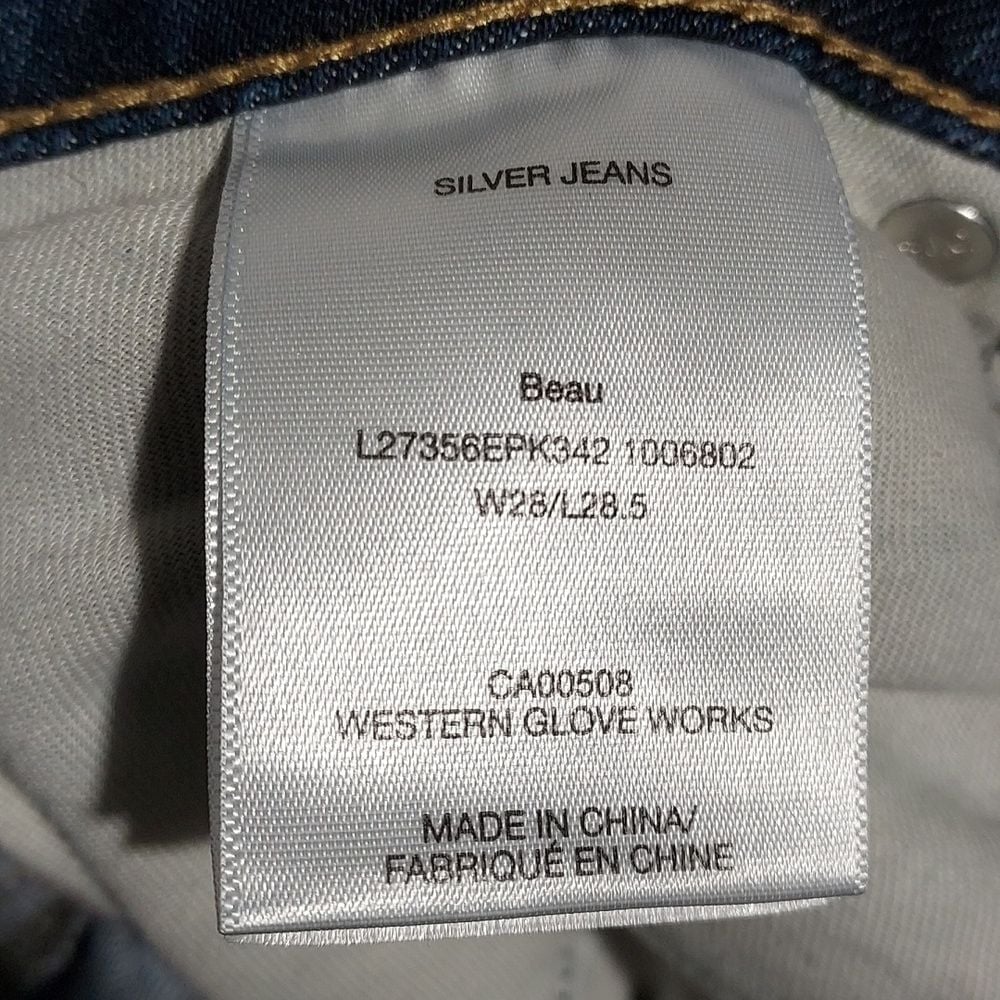 SILVER JEANS
Beau
L27356EPK342 1006802
W28/L28.5
CA00508
WESTERN GLOVE WORKS
MADE IN CHINA/
FABRIQUÉ EN CHINE